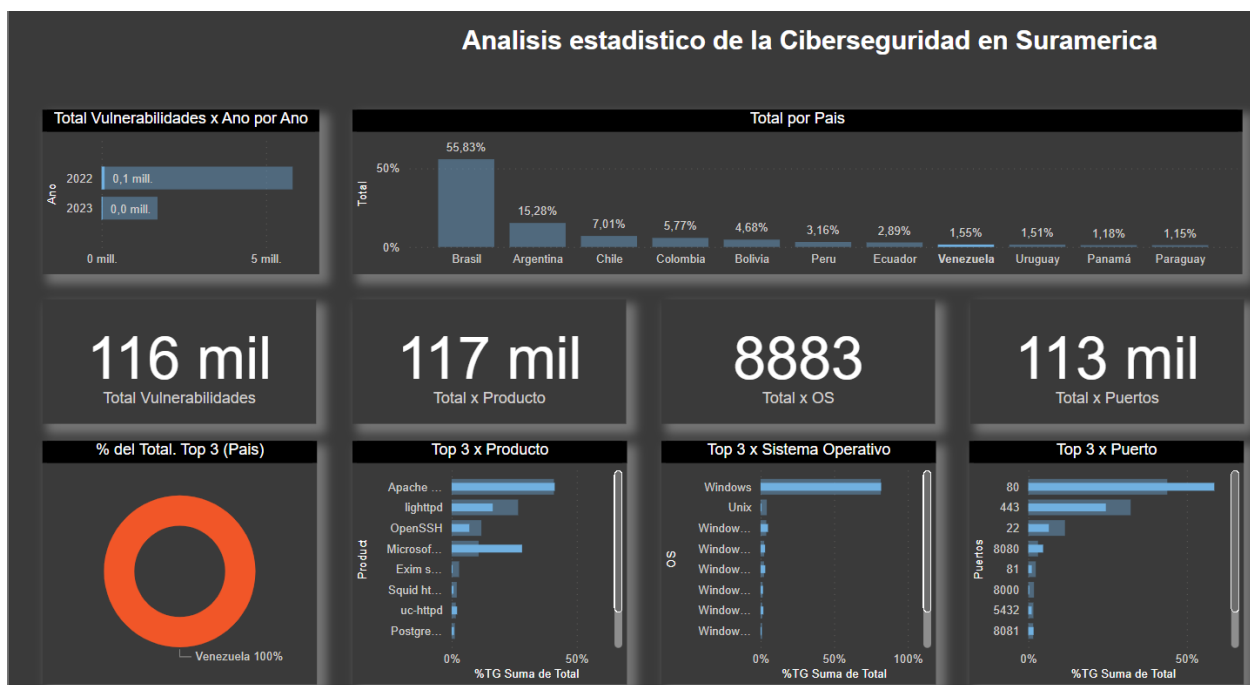 Analisis estadistico de la Ciberseguridad en Suramerica
Total Vulnerabilidades x Ano por Ano
Ano
2022
0,1 mill.
2023
0,0 mill.
0 mill.
5 mill.
Total por Pais
Total
50%
0%
55,83%
15,28%
7,01%
5,77%
4,68%
3,16%
2,89%
1,55%
1,51%
1,18%
1,15%
Brasil
Argentina
Chile
Colombia
Bolivia
Peru
Ecuador
Venezuela
Uruguay
Panamá
Paraguay
116 mil
Total Vulnerabilidades
117 mil
Total x Producto
8883
Total x OS
113 mil
Total x Puertos
% del Total. Top 3 (Pais)
Venezuela 100%
Top 3 x Producto
Product
Apache ...
lighttpd
OpenSSH
Microsof...
Exim s...
Squid ht...
uc-httpd
Postgre...
0%
50%
%TG Suma de Total
Top 3 x Sistema Operativo
OS
Windows
Unix
Window...
Window...
Window...
Window...
Window...
Window...
0%
50%
100%
%TG Suma de Total
Top 3 x Puerto
Puertos
80
443
22
8080
81
8000
5432
8081
0%
50%
%TG Suma de Total